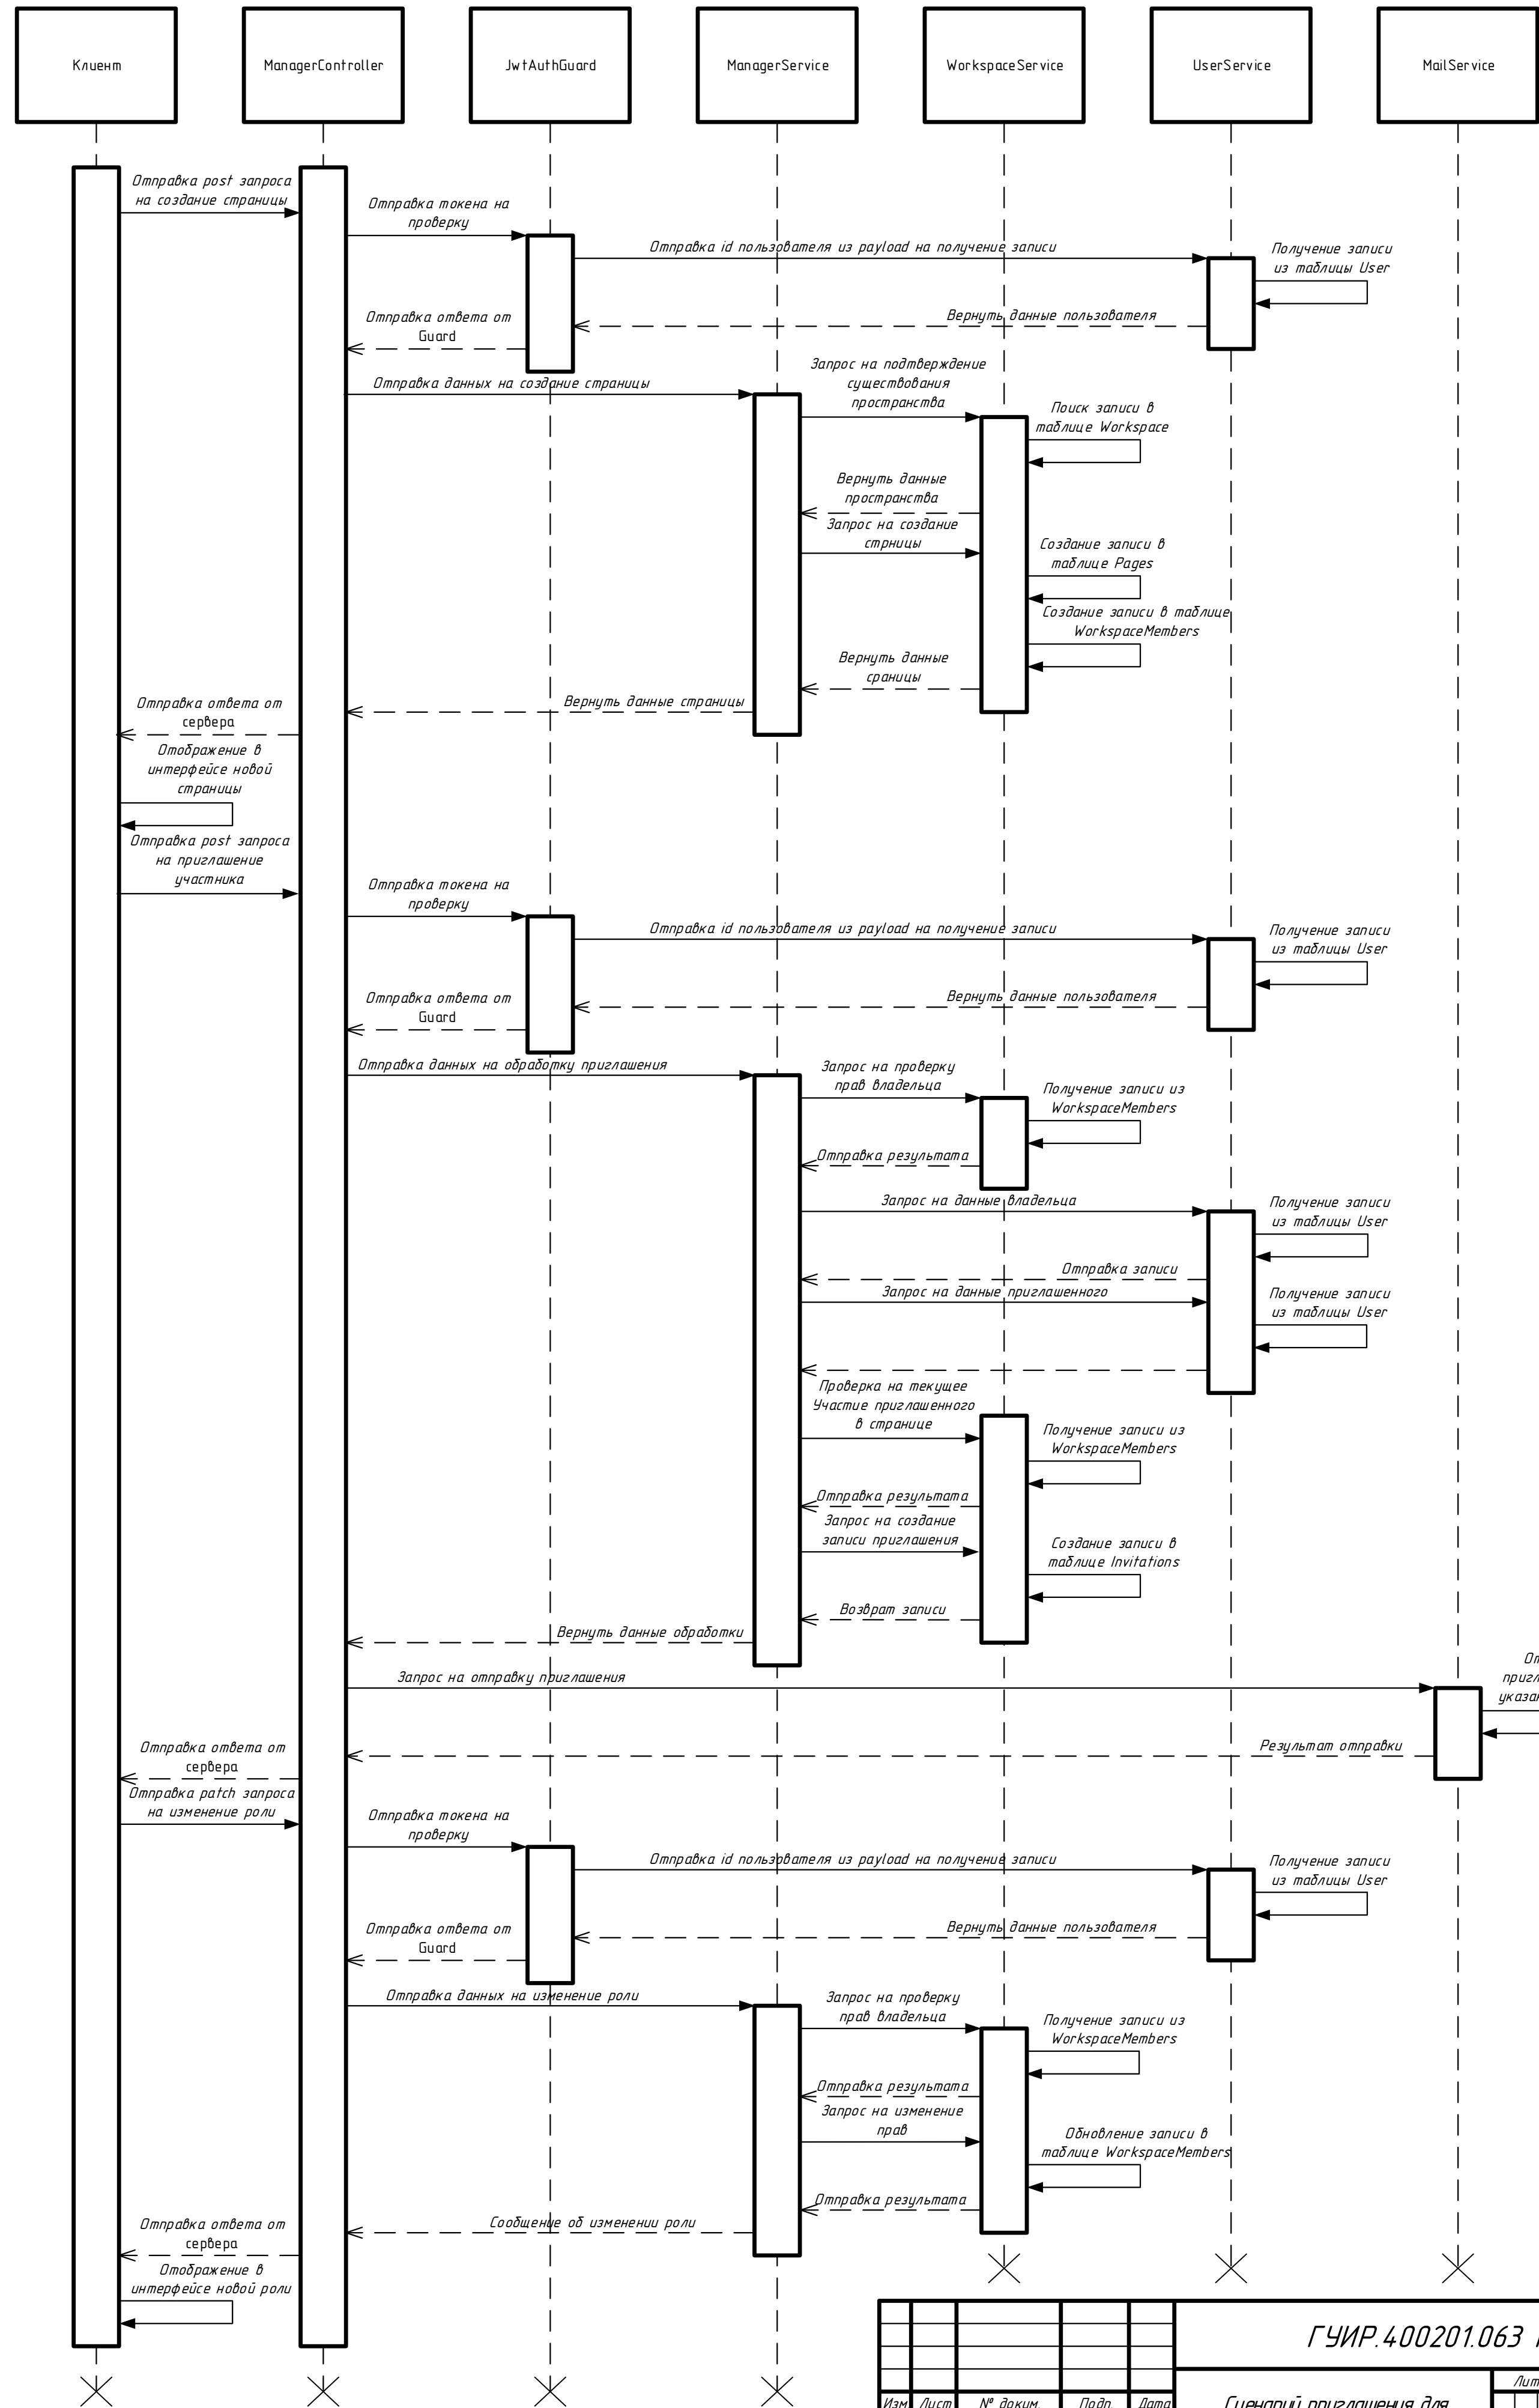 Клиент
ManagerController
JwtAuthGuard
ManagerService
WorkspaceService
UserService
MailService
Отправка post запроса
на создание страницы
Отправка токена на
проверку
Отправка id пользователя из payload на получение записи
Получение записи
из таблицы User
Вернуть данные пользователя
Отправка ответа от
Guard
Отправка данных на создание страницы
Запрос на подтверждение
существования
пространства
Поиск записи в
таблице Workspace
Вернуть данные
пространства
Запрос на создание
стрницы
Создание записи в
таблице Pages
Создание записи в таблице
WorkspaceMembers
Вернуть данные
сраницы
Вернуть данные страницы
Отправка ответа от
сервера
Отображение в
интерфейсе новой
страницы
Отправка post запроса
на приглашение
участника
Отправка токена на
проверку
Отправка id пользователя из payload на получение записи
Получение записи
из таблицы User
Вернуть данные пользователя
Отправка ответа от
Guard
Отправка данных на обработку приглашения
Запрос на проверку
прав владельца
Получение записи из
WorkspaceMembers
Отправка результата
Запрос на данные владельца
Получение записи
из таблицы User
Отправка записи
Запрос на данные приглашенного
Получение записи
из таблицы User
Проверка на текущее
Участие приглашенного
в странице
Получение записи из
WorkspaceMembers
Отправка результата
Запрос на создание
записи приглашения
Создание записи в
таблице Invitations
Возврат записи
Вернуть данные обработки
Запрос на отправку приглашения
Результат отправки
Отправка ответа от
сервера
Отправка patch запроса
на изменение роли
Отправка токена на
проверку
Отправка id пользователя из payload на получение записи
Получение записи
из таблицы User
Вернуть данные пользователя
Отправка ответа от
Guard
Отправка данных на изменение роли
Запрос на проверку
прав владельца
Получение записи из
WorkspaceMembers
Отправка результата
Запрос на изменение
прав
Обновление записи в
таблице WorkspaceMembers
Отправка результата
Сообщение об изменении роли
Отправка ответа от
сервера
Отображение в
интерфейсе новой роли
ГУИР.400201.063
Лит
Изм. Лист № доким. Подп. Дата
Сценарий приглашения для